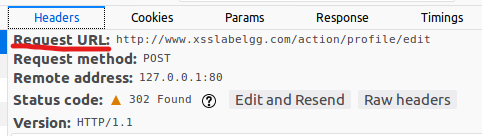 Headers Cookies Params Response Timings
Request URL: http://www.xsslabelgg.com/action/profile/edit
Request method: POST
Remote address: 127.0.0.1:80
Status code: 302 Found Edit and Resend Raw headers
Version: HTTP/1.1